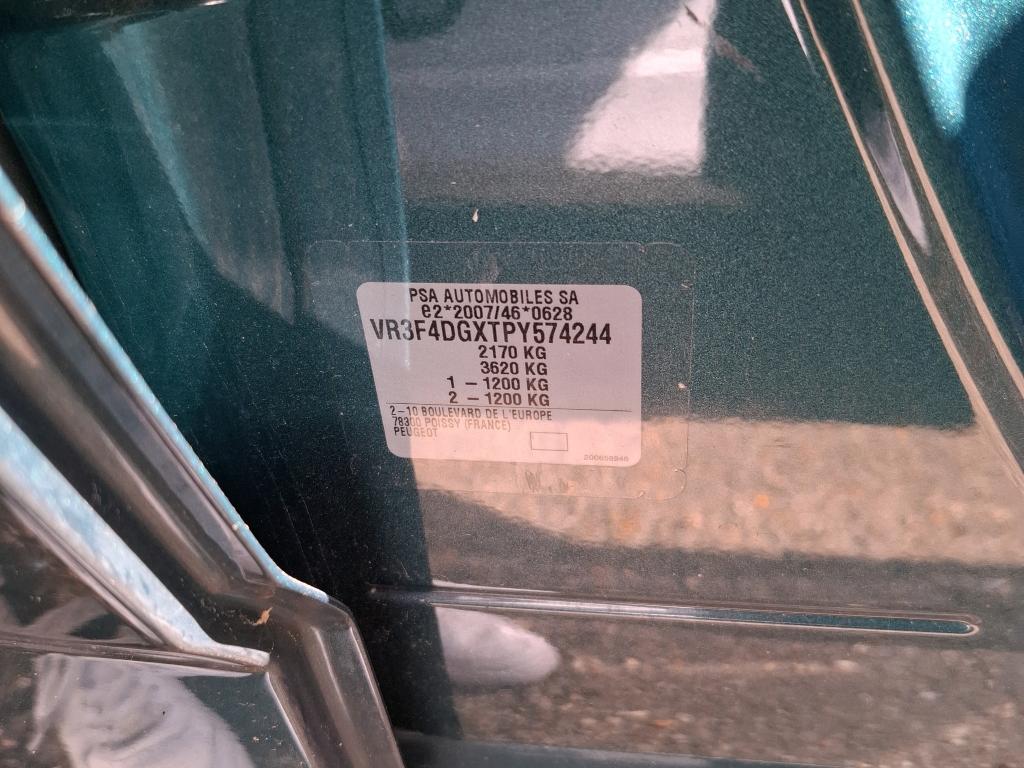 PSA AUTOMOBILES SA
e2*2007/46*0628
VR3F4DGXTPY574244
2170 KG
3620 KG
1 – 1200 KG
2 – 1200 KG
2–10 BOULEVARD DE L'EUROPE
78300 POISSY (FRANCE)
PEUGEOT